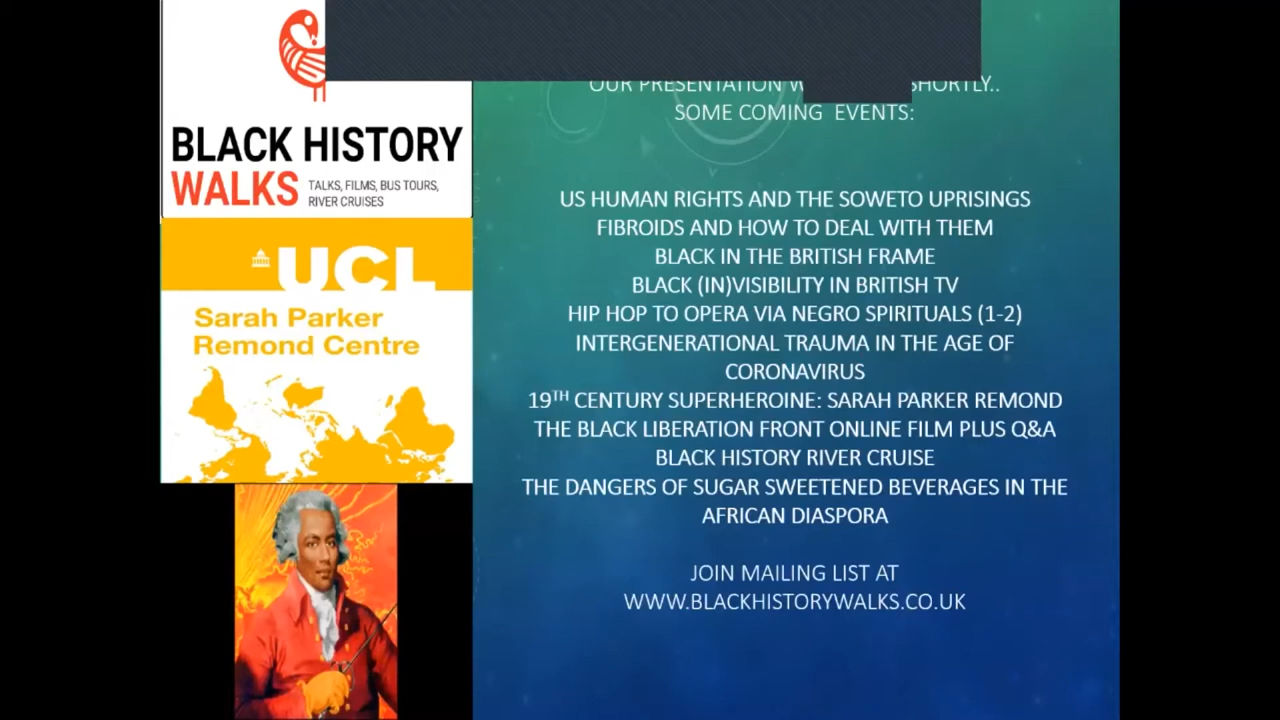 BLACK HISTORY
WALKS
TALKS, FILMS, BUS TOURS,
RIVER CRUISES
UCL
Sarah Parker
Remond Centre
OUR PRESENTATION SHORTLY..
SOME COMING EVENTS:
US HUMAN RIGHTS AND THE SOWETO UPRISINGS
FIBROIDS AND HOW TO DEAL WITH THEM
BLACK IN THE BRITISH FRAME
BLACK (IN)VISIBILITY IN BRITISH TV
HIP HOP TO OPERA VIA NEGRO SPIRITUALS (1-2)
INTERGENERATIONAL TRAUMA IN THE AGE OF
CORONAVIRUS
19TH CENTURY SUPERHEROINE: SARAH PARKER REMOND
THE BLACK LIBERATION FRONT ONLINE FILM PLUS Q&A
BLACK HISTORY RIVER CRUISE
THE DANGERS OF SUGAR SWEETENED BEVERAGES IN THE
AFRICAN DIASPORA
JOIN MAILING LIST AT
WWW.BLACKHISTORYWALKS.CO.UK